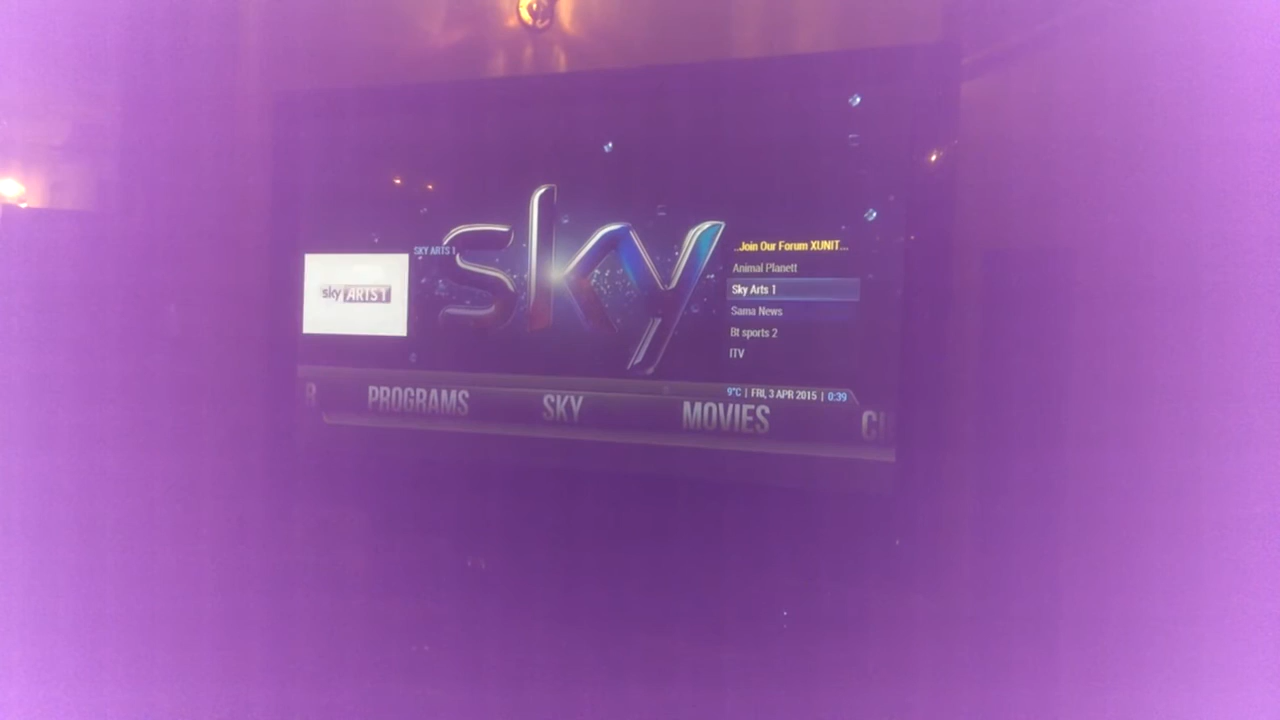 sky
SKY ARTS 1
sky ARTS 1
..Join Our Forum XUNIT...
Animal Planett
Sky Arts 1
Sama News
Bt sports 2
ITV
9°C | FRI, 3 APR 2015 | 0:39
R PROGRAMS SKY MOVIES